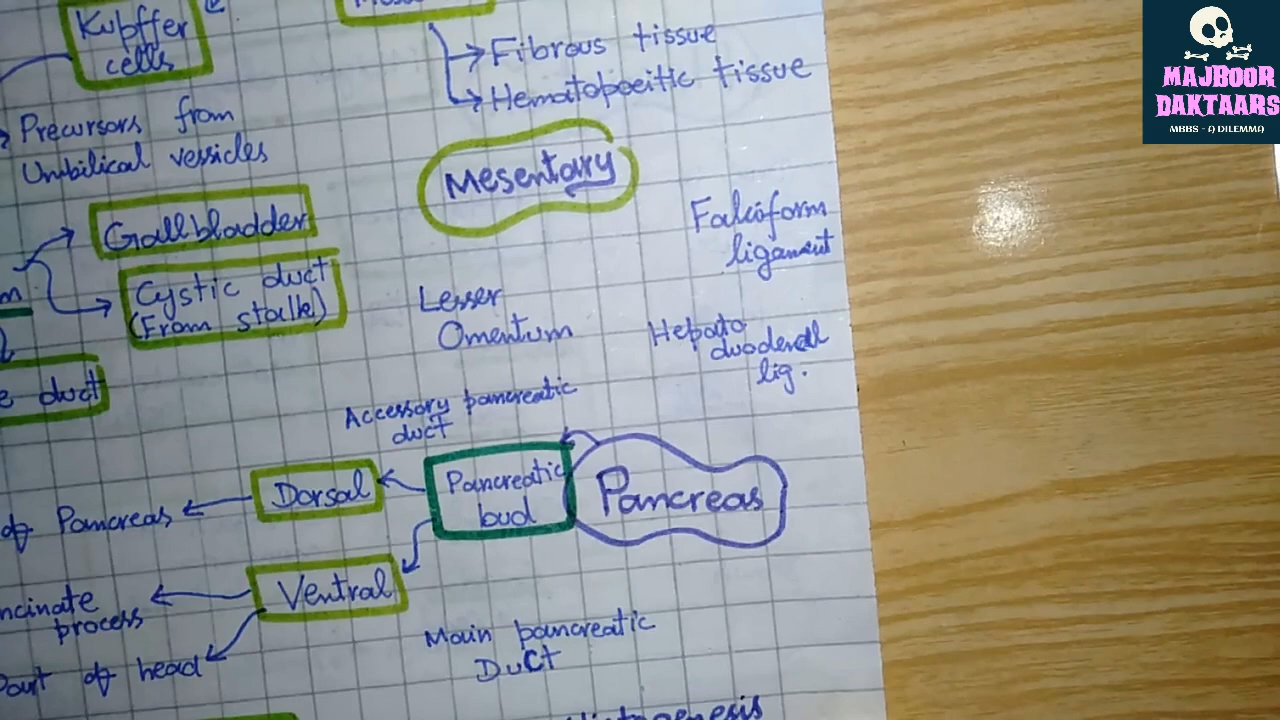 Kupffer
cells
Fibrous tissue
Hematopoeitic tissue
Precursors from
Umbilical vessicles
Mesentary
Gallbladder
Falciform
ligament
Cystic duct
(From stalk)
Lesser
Omentum
Hepato
duodenal
lig.
duct
Accessory pancreatic
duct
Pancreatic
bud
Pancreas
Dorsal
of Pancreas
Ventral
process
Part of head
Main pancreatic
Duct
MAJBOOR
DAKTAARS
MBBS - A DILEMMA